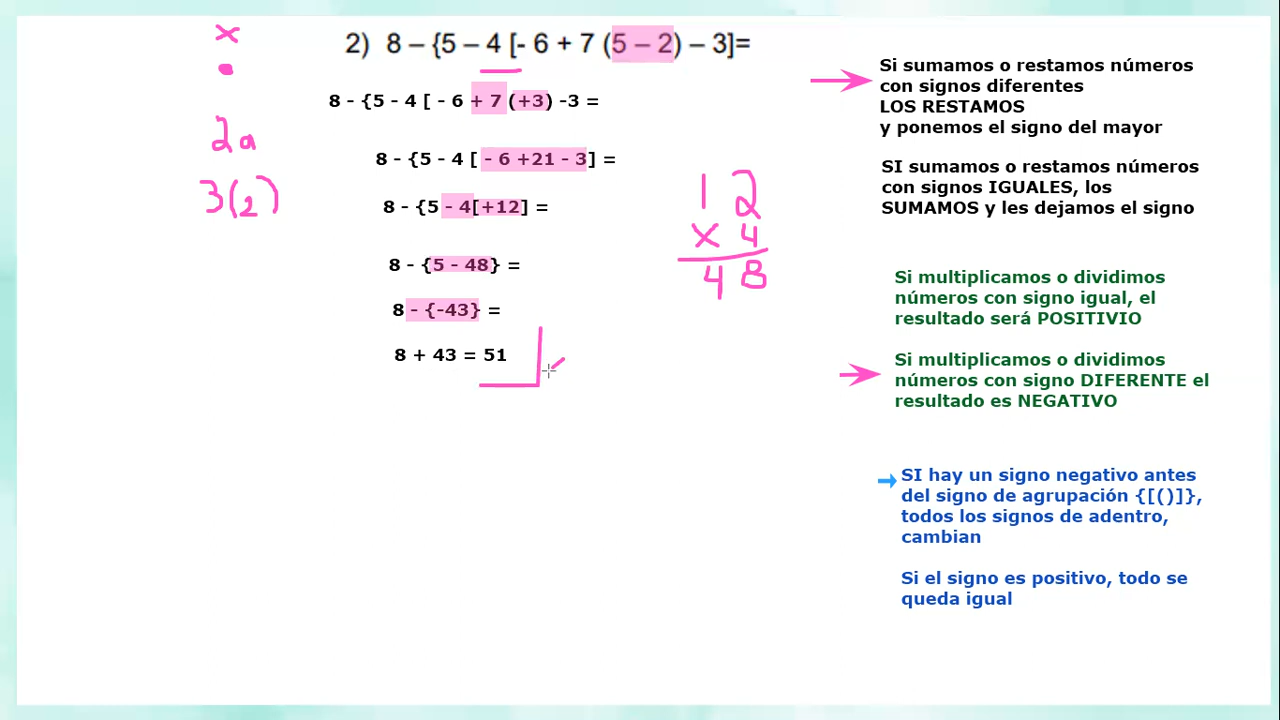 x
•
2a
3(2)
2) 8 – {5 – 4 [- 6 + 7 (5 – 2) – 3]=
8 - {5 - 4 [ - 6 + 7 (+3) -3 =
8 - {5 - 4 [ - 6 +21 - 3] =
8 - {5 - 4[+12] =
8 - {5 - 48} =
8 - {-43} =
8 + 43 = 51
1 2
x 4
4 8
Si sumamos o restamos números
con signos diferentes
LOS RESTAMOS
y ponemos el signo del mayor
SI sumamos o restamos números
con signos IGUALES, los
SUMAMOS y les dejamos el signo
Si multiplicamos o dividimos
números con signo igual, el
resultado será POSITIVIO
Si multiplicamos o dividimos
números con signo DIFERENTE el
resultado es NEGATIVO
SI hay un signo negativo antes
del signo de agrupación {[()]},
todos los signos de adentro,
cambian
Si el signo es positivo, todo se
queda igual